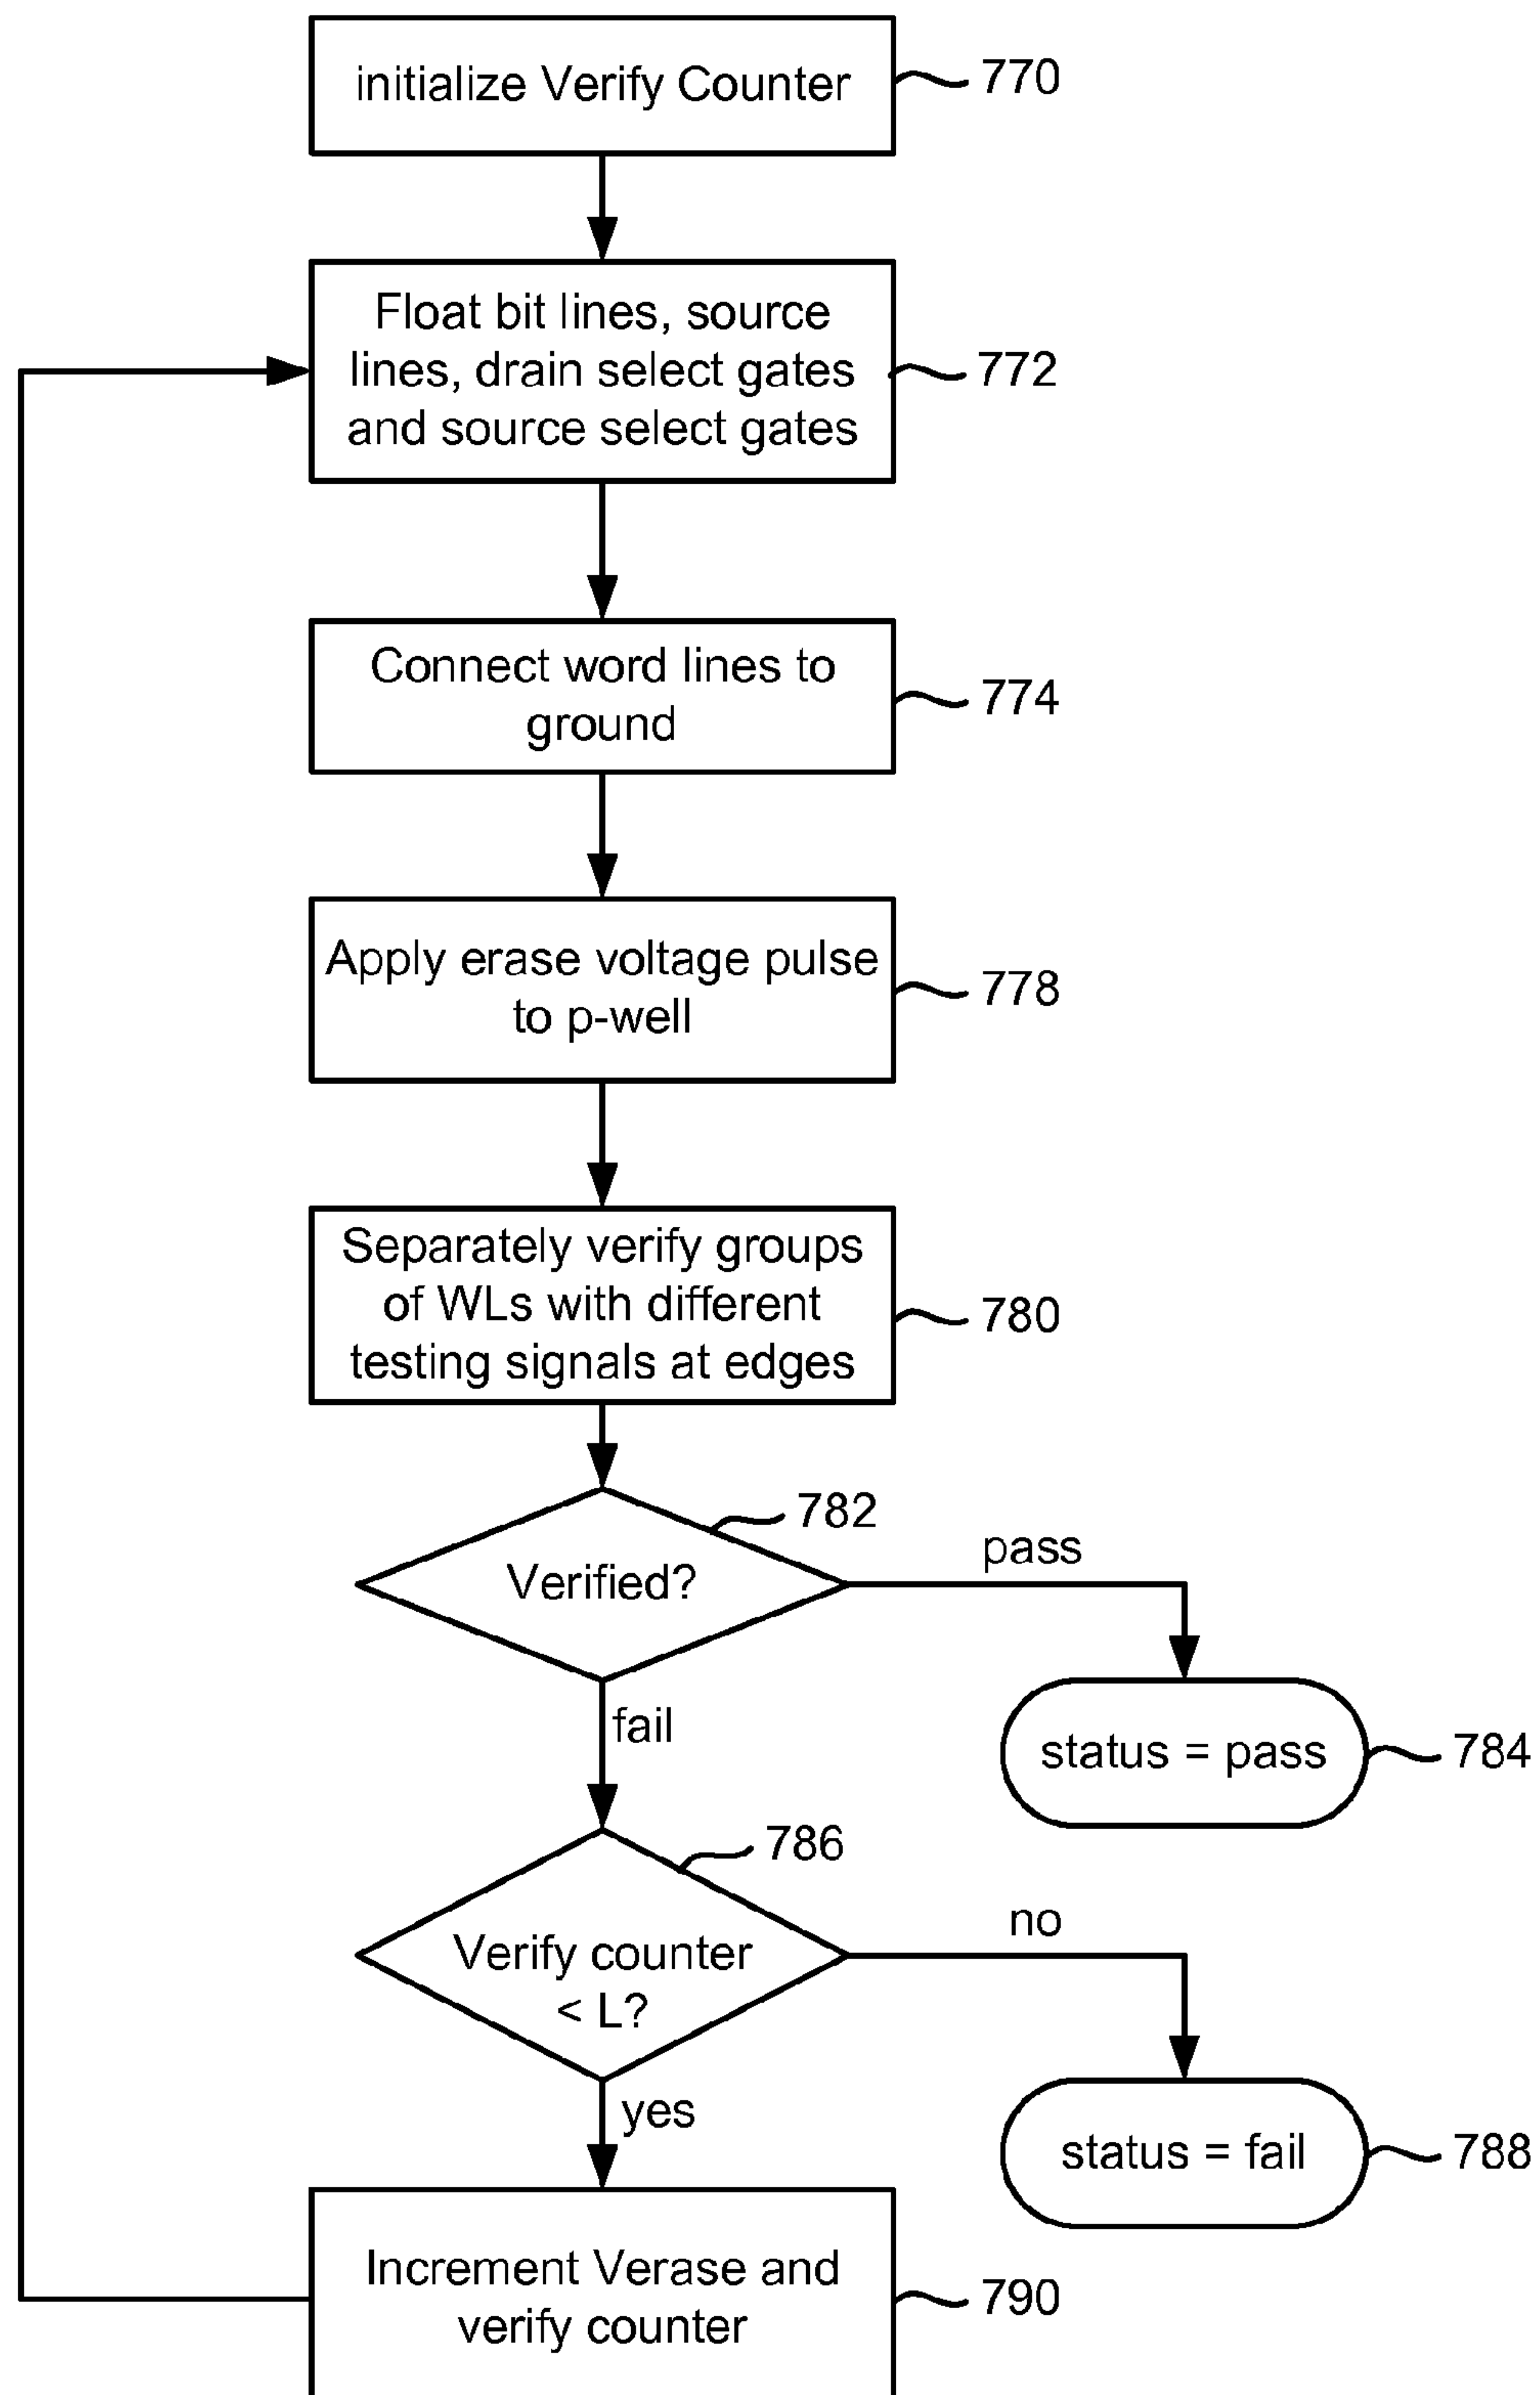 initialize Verify Counter
770
Float bit lines, source
lines, drain select gates
and source select gates
772
Connect word lines to
ground
774
Apply erase voltage pulse
to p-well
778
Separately verify groups
of WLs with different
testing signals at edges
780
782
Verified?
pass
fail
status = pass
784
786
Verify counter
< L?
no
yes
status = fail
788
Increment Verase and
verify counter
790